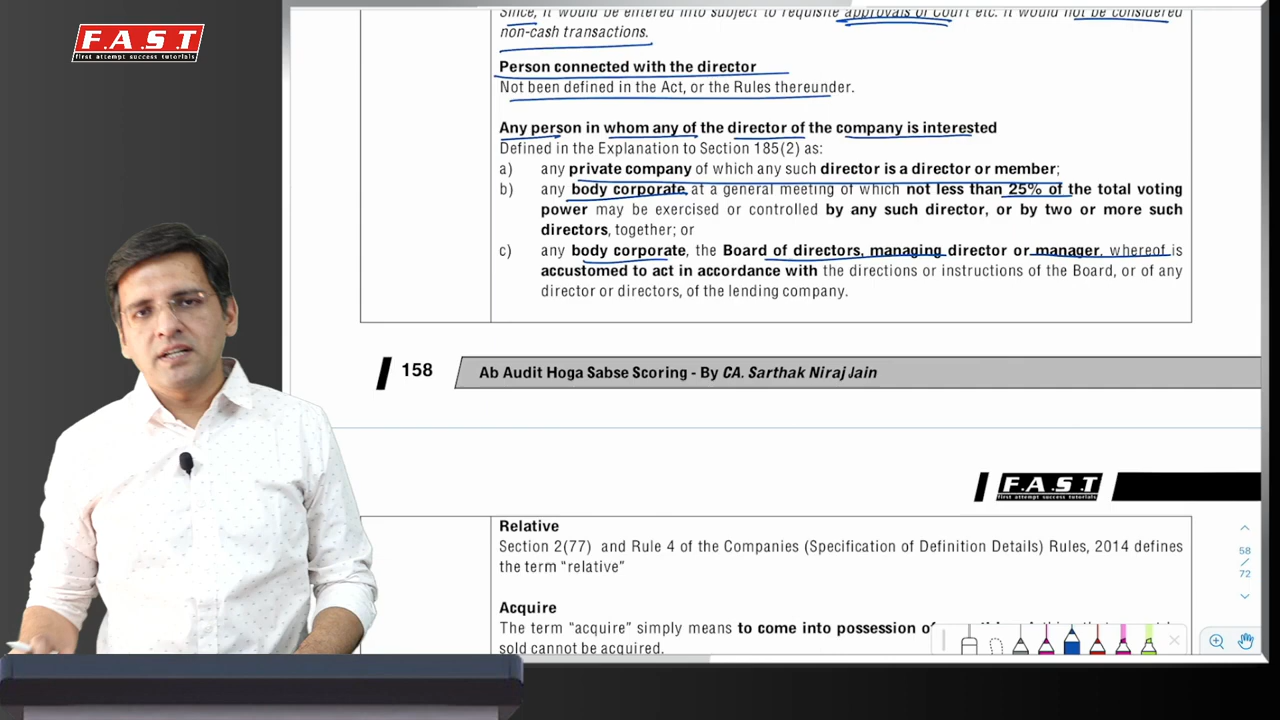 F.A.S.T
first attempt success tutorials
Since, it would be entered into subject to requisite approvals of Court etc. it would not be considered
non-cash transactions.
Person connected with the director
Not been defined in the Act, or the Rules thereunder.
Any person in whom any of the director of the company is interested
Defined in the Explanation to Section 185(2) as:
a) any private company of which any such director is a director or member;
b) any body corporate at a general meeting of which not less than 25% of the total voting
power may be exercised or controlled by any such director, or by two or more such
directors, together; or
c) any body corporate, the Board of directors, managing director or manager, whereof is
accustomed to act in accordance with the directions or instructions of the Board, or of any
director or directors, of the lending company.
158 Ab Audit Hoga Sabse Scoring - By CA. Sarthak Niraj Jain
F.A.S.T
first attempt success tutorials
Relative
Section 2(77) and Rule 4 of the Companies (Specification of Definition Details) Rules, 2014 defines
the term “relative”
Acquire
The term “acquire” simply means to come into possession of
sold cannot be acquired.
58
/
72